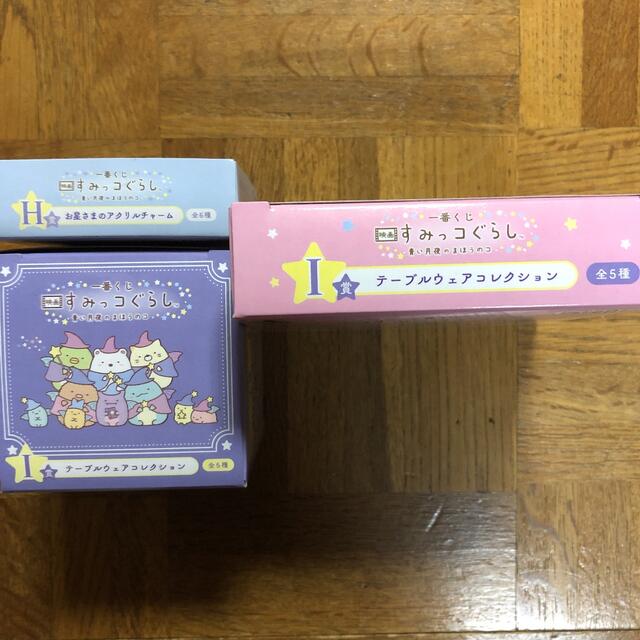 一番くじ
映画 すみっコぐらし
青い月夜のまほうのコ
H賞 お星さまのアクリルチャーム 全6種
一番くじ
映画 すみっコぐらし
青い月夜のまほうのコ
I賞 テーブルウェアコレクション 全5種
一番くじ
映画 すみっコぐらし
青い月夜のまほうのコ
I賞 テーブルウェアコレクション 全5種